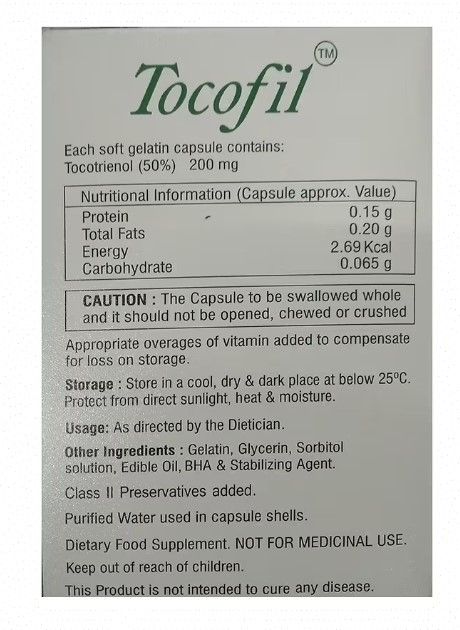 Tocofil TM
Each soft gelatin capsule contains:
Tocotrienol (50%) 200 mg
Nutritional Information (Capsule approx. Value)
Protein 0.15 g
Total Fats 0.20 g
Energy 2.69 Kcal
Carbohydrate 0.065 g
CAUTION : The Capsule to be swallowed whole
and it should not be opened, chewed or crushed
Appropriate overages of vitamin added to compensate
for loss on storage.
Storage : Store in a cool, dry & dark place at below 25ºC.
Protect from direct sunlight, heat & moisture.
Usage: As directed by the Dietician.
Other Ingredients : Gelatin, Glycerin, Sorbitol
solution, Edible Oil, BHA & Stabilizing Agent.
Class II Preservatives added.
Purified Water used in capsule shells.
Dietary Food Supplement. NOT FOR MEDICINAL USE.
Keep out of reach of children.
This Product is not intended to cure any disease.